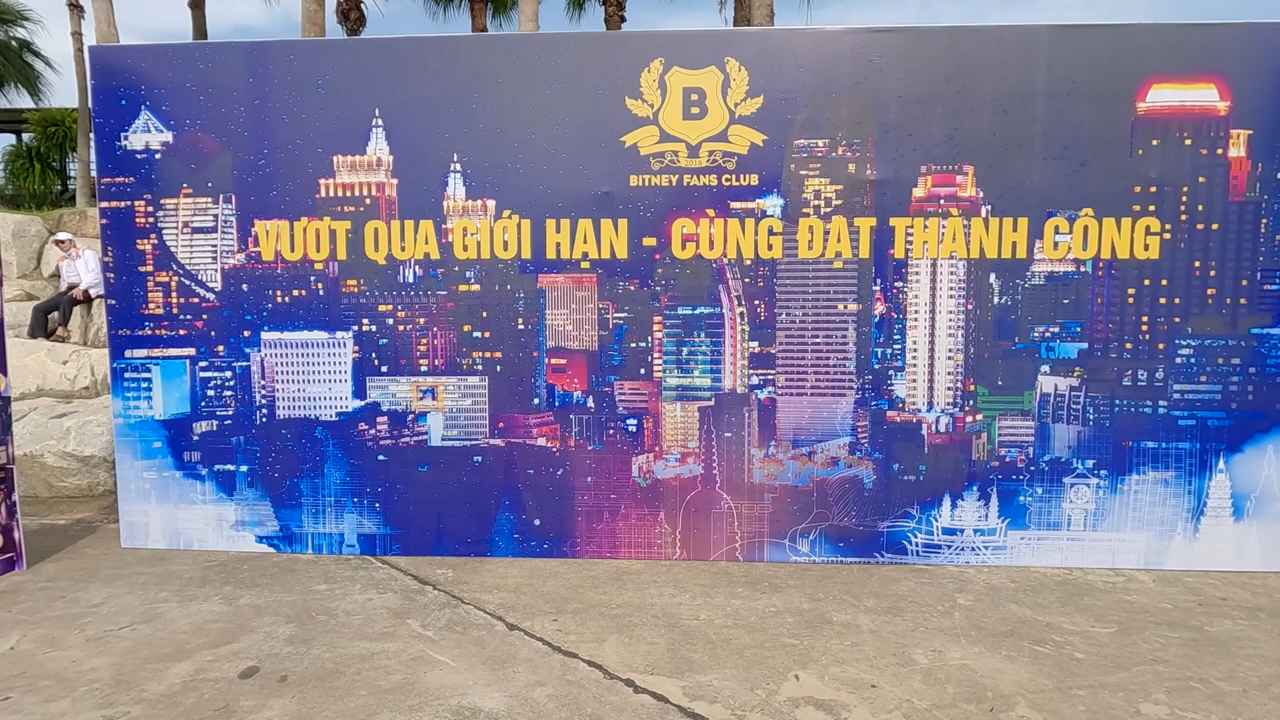 B
2018
BITNEY FANS CLUB
VƯỢT QUA GIỚI HẠN - CÙNG ĐẠT THÀNH CÔNG